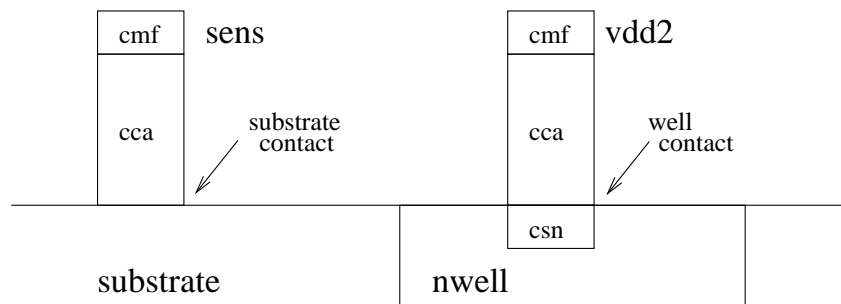 cmf
sens
cmf
vdd2
cca
substrate
contact
cca
well
contact
csn
substrate
nwell